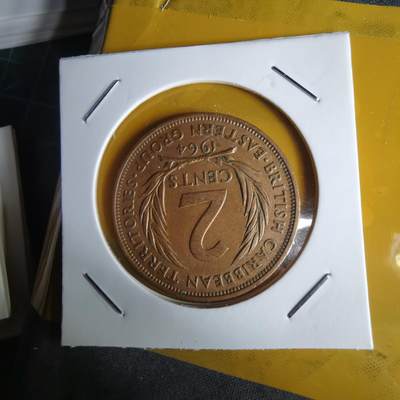 BRITISH CARIBBEAN TERRITORIES · EASTERN GROUP ·
2
CENTS
1964